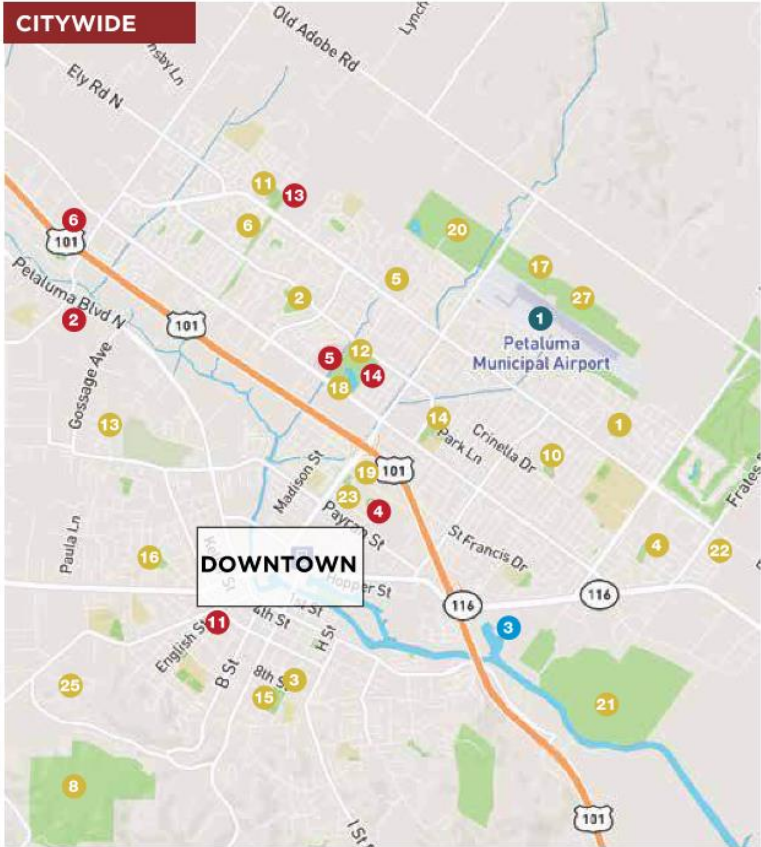 CITYWIDE
Old Adobe Rd
Ely Rd N
11
13
6
6
101
20
17
5
27
2
Petaluma Blvd N
2
101
1
Petaluma
Municipal Airport
5
12
18
14
Gossage Ave
13
14
Park Ln
Crinella Dr
1
10
19
101
23
4
Madison St
Payran St
St Francis Dr
4
22
Paula Ln
16
DOWNTOWN
Hopper St
1st St
4th St
116
116
3
11
English St
B St
H St
8th St
3
15
25
21
8
101